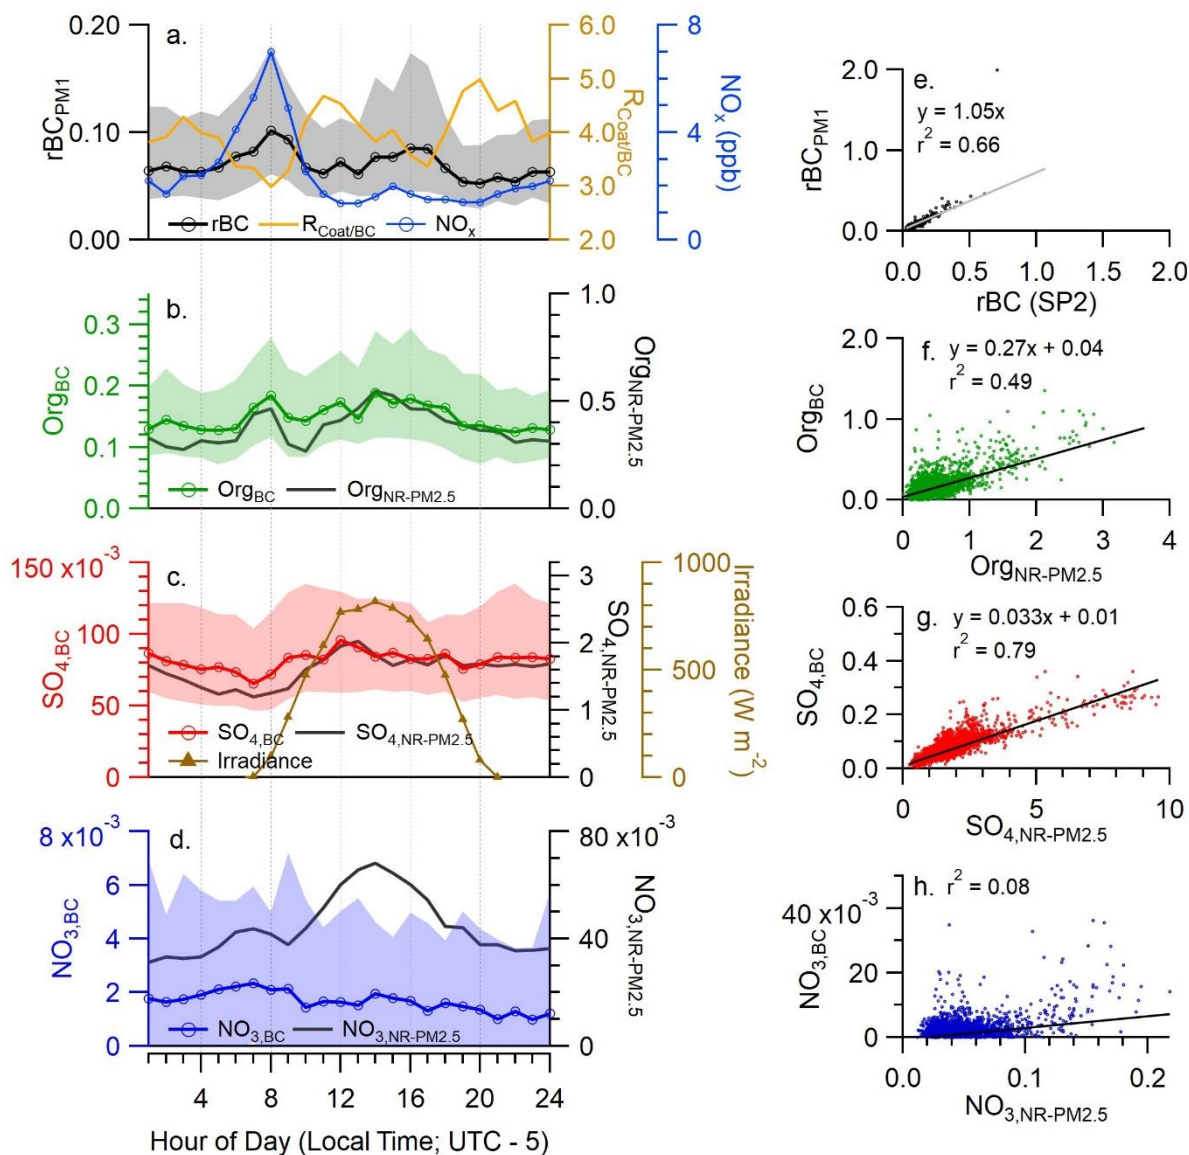 a.
0.20
0.10
0.00
rBC_PM1
6.0
5.0
4.0
3.0
2.0
R_Coat/BC
8
4
0
NO_x (ppb)
rBC
R_Coat/BC
NO_x
b.
0.3
0.2
0.1
0.0
Org_BC
1.0
0.5
0.0
Org_NR-PM2.5
Org_BC
Org_NR-PM2.5
c.
150 x10^-3
100
50
0
SO_4,BC
3
2
1
0
SO_4,NR-PM2.5
1000
500
0
Irradiance (W m^-2)
SO_4,BC
SO_4,NR-PM2.5
Irradiance
d.
8 x10^-3
6
4
2
0
NO_3,BC
80 x10^-3
40
0
NO_3,NR-PM2.5
NO_3,BC
NO_3,NR-PM2.5
4 8 12 16 20 24
Hour of Day (Local Time; UTC - 5)
e.
y = 1.05x
r^2 = 0.66
2.0
1.0
0.0
rBC_PM1
0.0 0.5 1.0 1.5 2.0
rBC (SP2)
f.
y = 0.27x + 0.04
r^2 = 0.49
2.0
1.0
0.0
Org_BC
0 1 2 3 4
Org_NR-PM2.5
g.
y = 0.033x + 0.01
r^2 = 0.79
0.6
0.4
0.2
0.0
SO_4,BC
0 5 10
SO_4,NR-PM2.5
h.
r^2 = 0.08
40 x10^-3
20
0
NO_3,BC
0.0 0.1 0.2
NO_3,NR-PM2.5